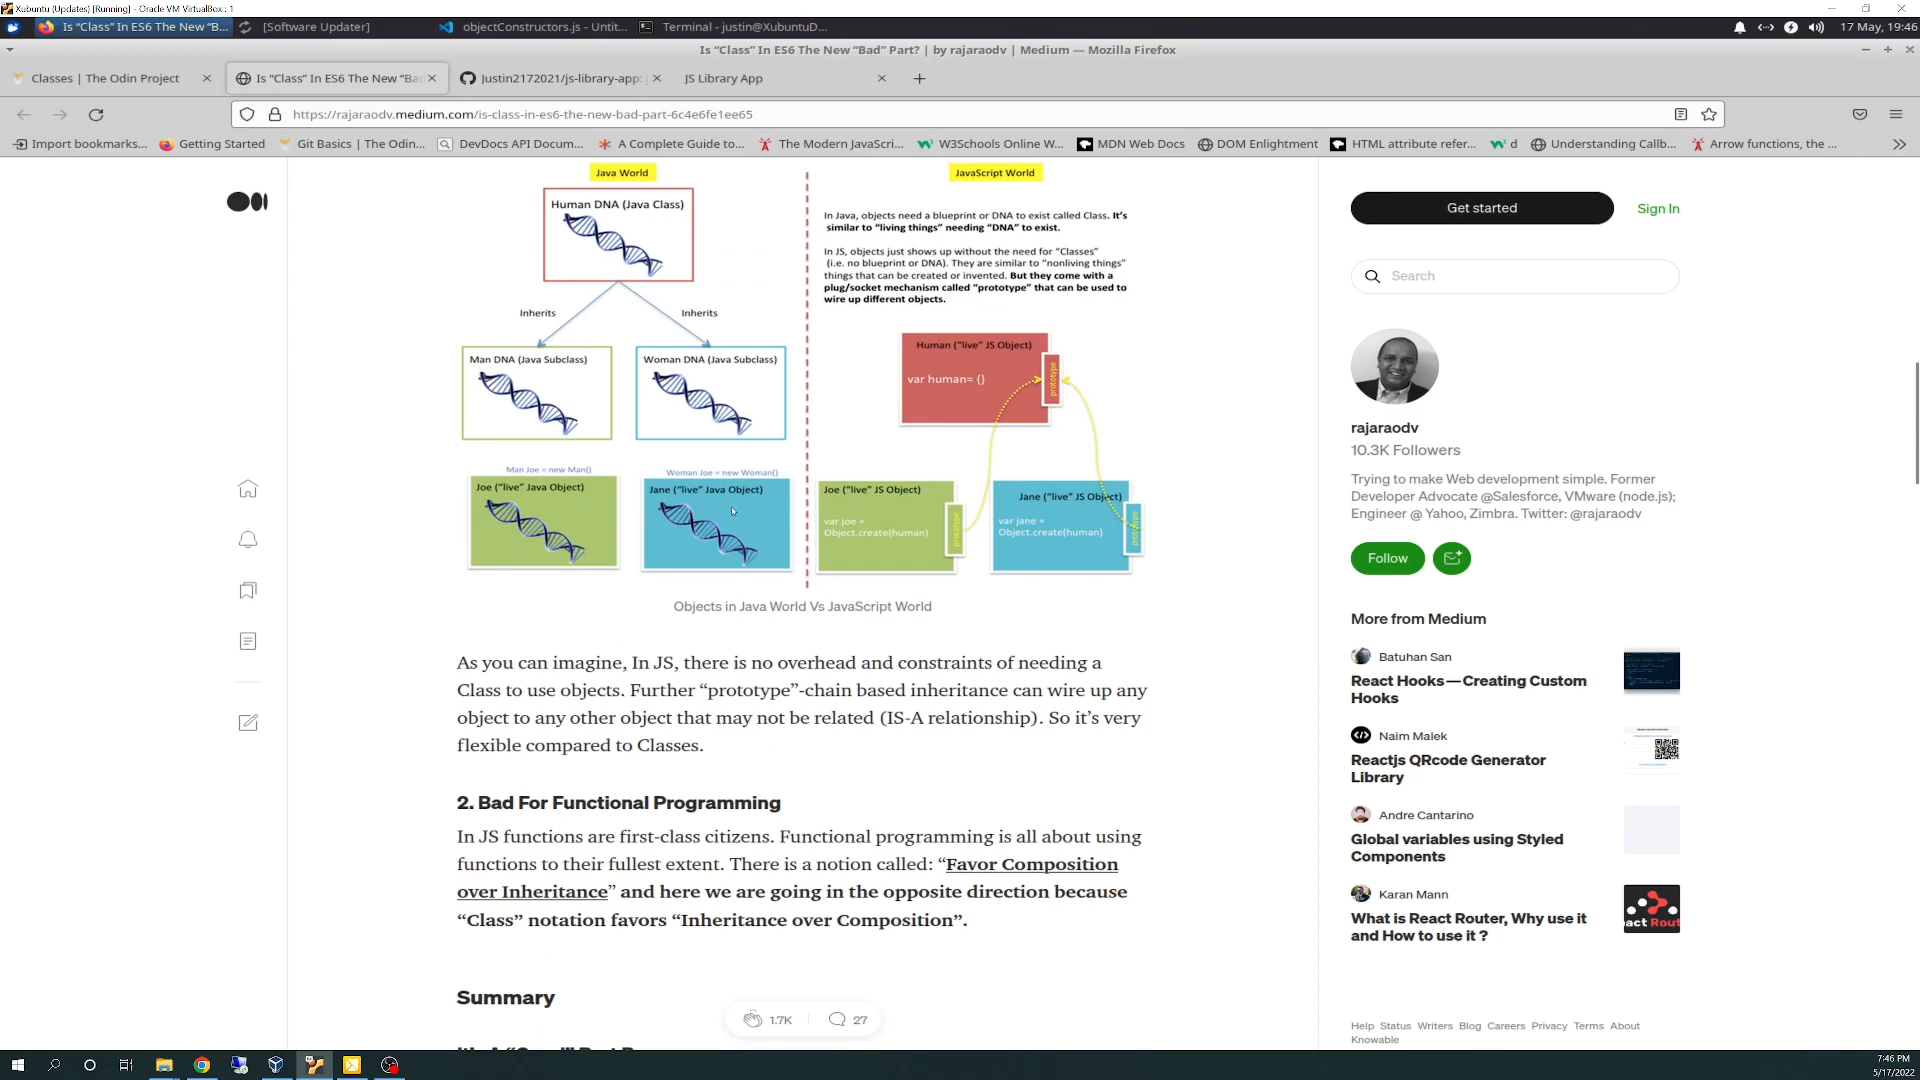 Xubuntu (Updates) [Running] - Oracle VM VirtualBox : 1
Is “Class” In ES6 The New “B...
[Software Updater]
objectConstructors.js - Untit...
Terminal - justin@XubuntuD...
17 May, 19:46
Is “Class” In ES6 The New “Bad” Part? | by rajaraodv | Medium — Mozilla Firefox
Classes | The Odin Project
Is “Class” In ES6 The New “Bad
Justin2172021/js-library-app:
JS Library App
https://rajaraodv.medium.com/is-class-in-es6-the-new-bad-part-6c4e6fe1ee65
Import bookmarks...
Getting Started
Git Basics | The Odin...
DevDocs API Docum...
A Complete Guide to...
The Modern JavaScri...
W3Schools Online W...
MDN Web Docs
DOM Enlightment
HTML attribute refer...
d
Understanding Callb...
Arrow functions, the ...
Java World
Human DNA (Java Class)
Inherits
Inherits
Man DNA (Java Subclass)
Woman DNA (Java Subclass)
Man Joe = new Man()
Woman Joe = new Woman()
Joe (“live” Java Object)
Jane (“live” Java Object)
JavaScript World
In Java, objects need a blueprint or DNA to exist called Class. It’s
similar to “living things” needing “DNA” to exist.
In JS, objects just shows up without the need for “Classes”
(i.e. no blueprint or DNA). They are similar to “nonliving things”
things that can be created or invented. But they come with a
plug/socket mechanism called “prototype” that can be used to
wire up different objects.
Human (“live” JS Object)
var human= {}
prototype
Joe (“live” JS Object)
var joe =
Object.create(human)
prototype
Jane (“live” JS Object)
var jane =
Object.create(human)
prototype
Objects in Java World Vs JavaScript World
As you can imagine, In JS, there is no overhead and constraints of needing a
Class to use objects. Further “prototype”-chain based inheritance can wire up any
object to any other object that may not be related (IS-A relationship). So it’s very
flexible compared to Classes.
2. Bad For Functional Programming
In JS functions are first-class citizens. Functional programming is all about using
functions to their fullest extent. There is a notion called: “Favor Composition
over Inheritance” and here we are going in the opposite direction because
“Class” notation favors “Inheritance over Composition”.
Summary
1.7K
27
Get started
Sign In
Search
rajaraodv
10.3K Followers
Trying to make Web development simple. Former
Developer Advocate @Salesforce, VMware (node.js);
Engineer @ Yahoo, Zimbra. Twitter: @rajaraodv
Follow
More from Medium
Batuhan San
React Hooks — Creating Custom
Hooks
Naim Malek
Reactjs QRcode Generator
Library
Andre Cantarino
Global variables using Styled
Components
Karan Mann
What is React Router, Why use it
and How to use it ?
act Rout
Help Status Writers Blog Careers Privacy Terms About
Knowable
7:46 PM
5/17/2022